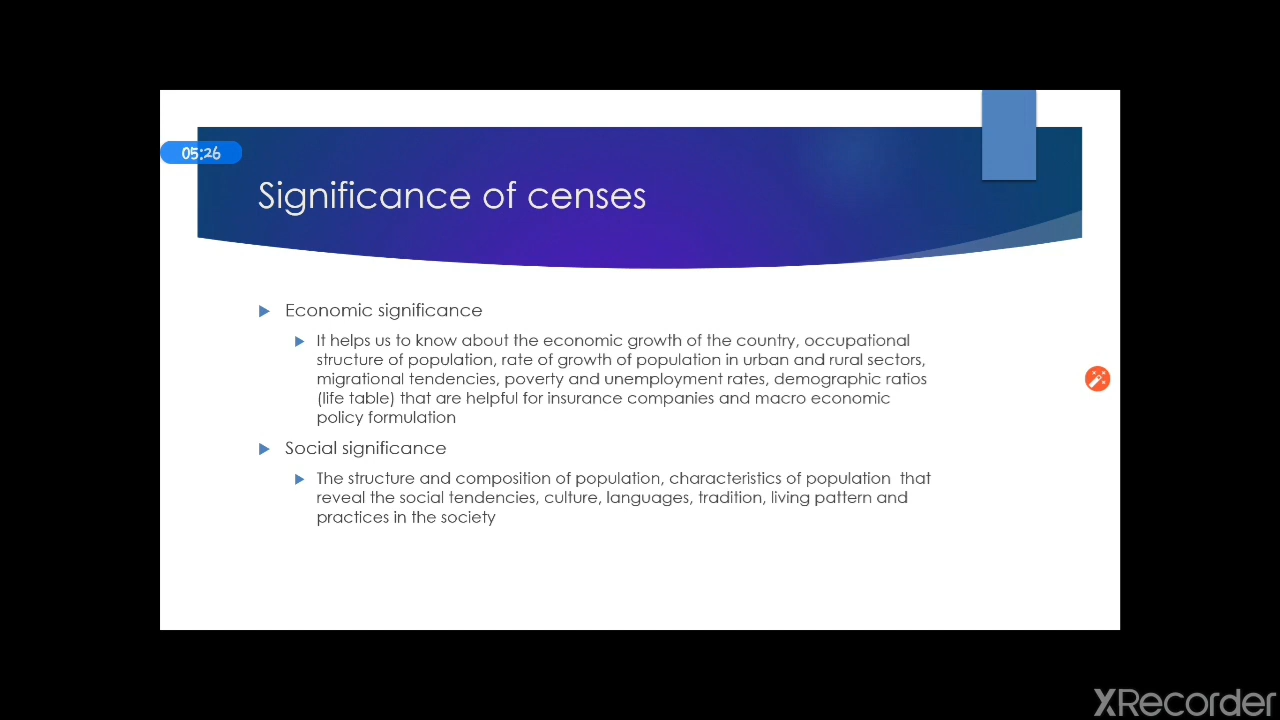 05:26
Significance of censes
Economic significance
It helps us to know about the economic growth of the country, occupational
structure of population, rate of growth of population in urban and rural sectors,
migrational tendencies, poverty and unemployment rates, demographic ratios
(life table) that are helpful for insurance companies and macro economic
policy formulation
Social significance
The structure and composition of population, characteristics of population  that
reveal the social tendencies, culture, languages, tradition, living pattern and
practices in the society
XRecorder